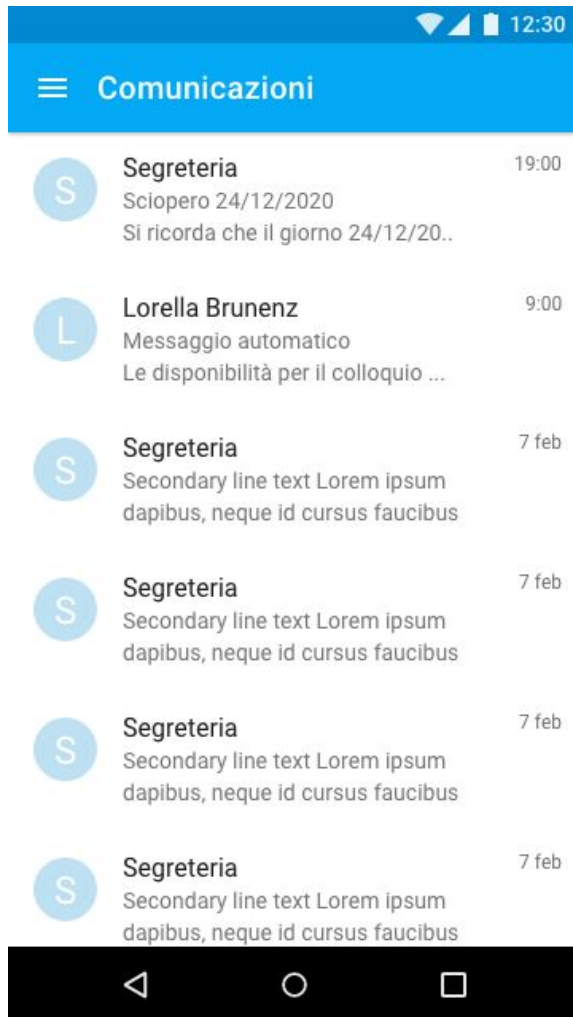 12:30
Comunicazioni
S
Segreteria
19:00
Sciopero 24/12/2020
Si ricorda che il giorno 24/12/20..
L
Lorella Brunenz
9:00
Messaggio automatico
Le disponibilità per il colloquio ...
S
Segreteria
7 feb
Secondary line text Lorem ipsum
dapibus, neque id cursus faucibus
S
Segreteria
7 feb
Secondary line text Lorem ipsum
dapibus, neque id cursus faucibus
S
Segreteria
7 feb
Secondary line text Lorem ipsum
dapibus, neque id cursus faucibus
S
Segreteria
7 feb
Secondary line text Lorem ipsum
dapibus, neque id cursus faucibus